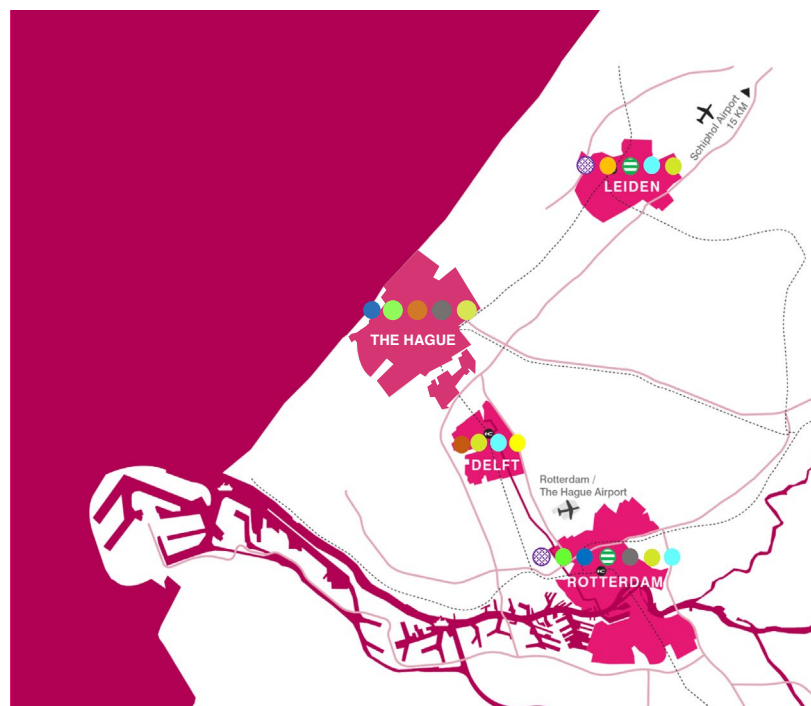 Schiphol Airport
15 KM
LEIDEN
THE HAGUE
DELFT
Rotterdam /
The Hague Airport
ROTTERDAM